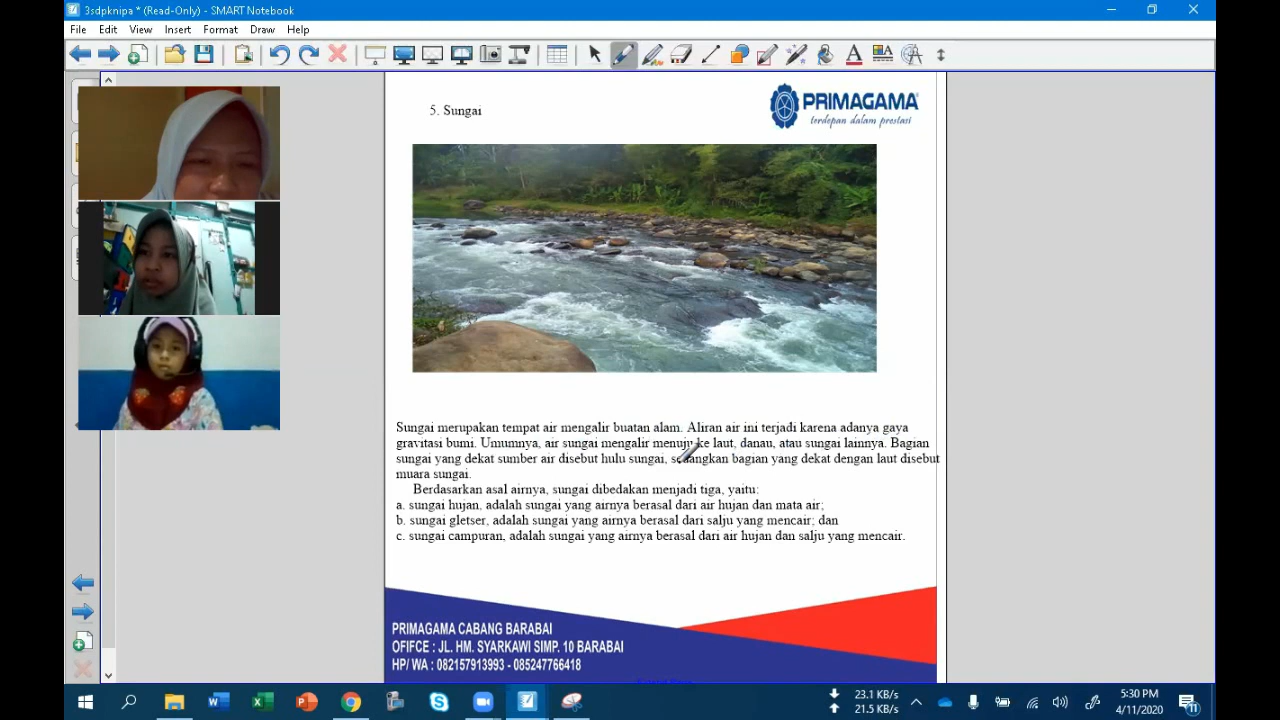 3sdpknipa * (Read-Only) - SMART Notebook
File Edit View Insert Format Draw Help
5. Sungai
PRIMAGAMA
terdepan dalam prestasi
Sungai merupakan tempat air mengalir buatan alam. Aliran air ini terjadi karena adanya gaya
gravitasi bumi. Umumnya, air sungai mengalir menuju ke laut, danau, atau sungai lainnya. Bagian
sungai yang dekat sumber air disebut hulu sungai, sedangkan bagian yang dekat dengan laut disebut
muara sungai.
Berdasarkan asal airnya, sungai dibedakan menjadi tiga, yaitu:
a. sungai hujan, adalah sungai yang airnya berasal dari air hujan dan mata air;
b. sungai gletser, adalah sungai yang airnya berasal dari salju yang mencair; dan
c. sungai campuran, adalah sungai yang airnya berasal dari air hujan dan salju yang mencair.
PRIMAGAMA CABANG BARABAI
OFIFCE : JL. HM. SYARKAWI SIMP. 10 BARABAI
HP/ WA : 082157913993 - 085247766418
23.1 KB/s
21.5 KB/s
5:30 PM
4/11/2020
11